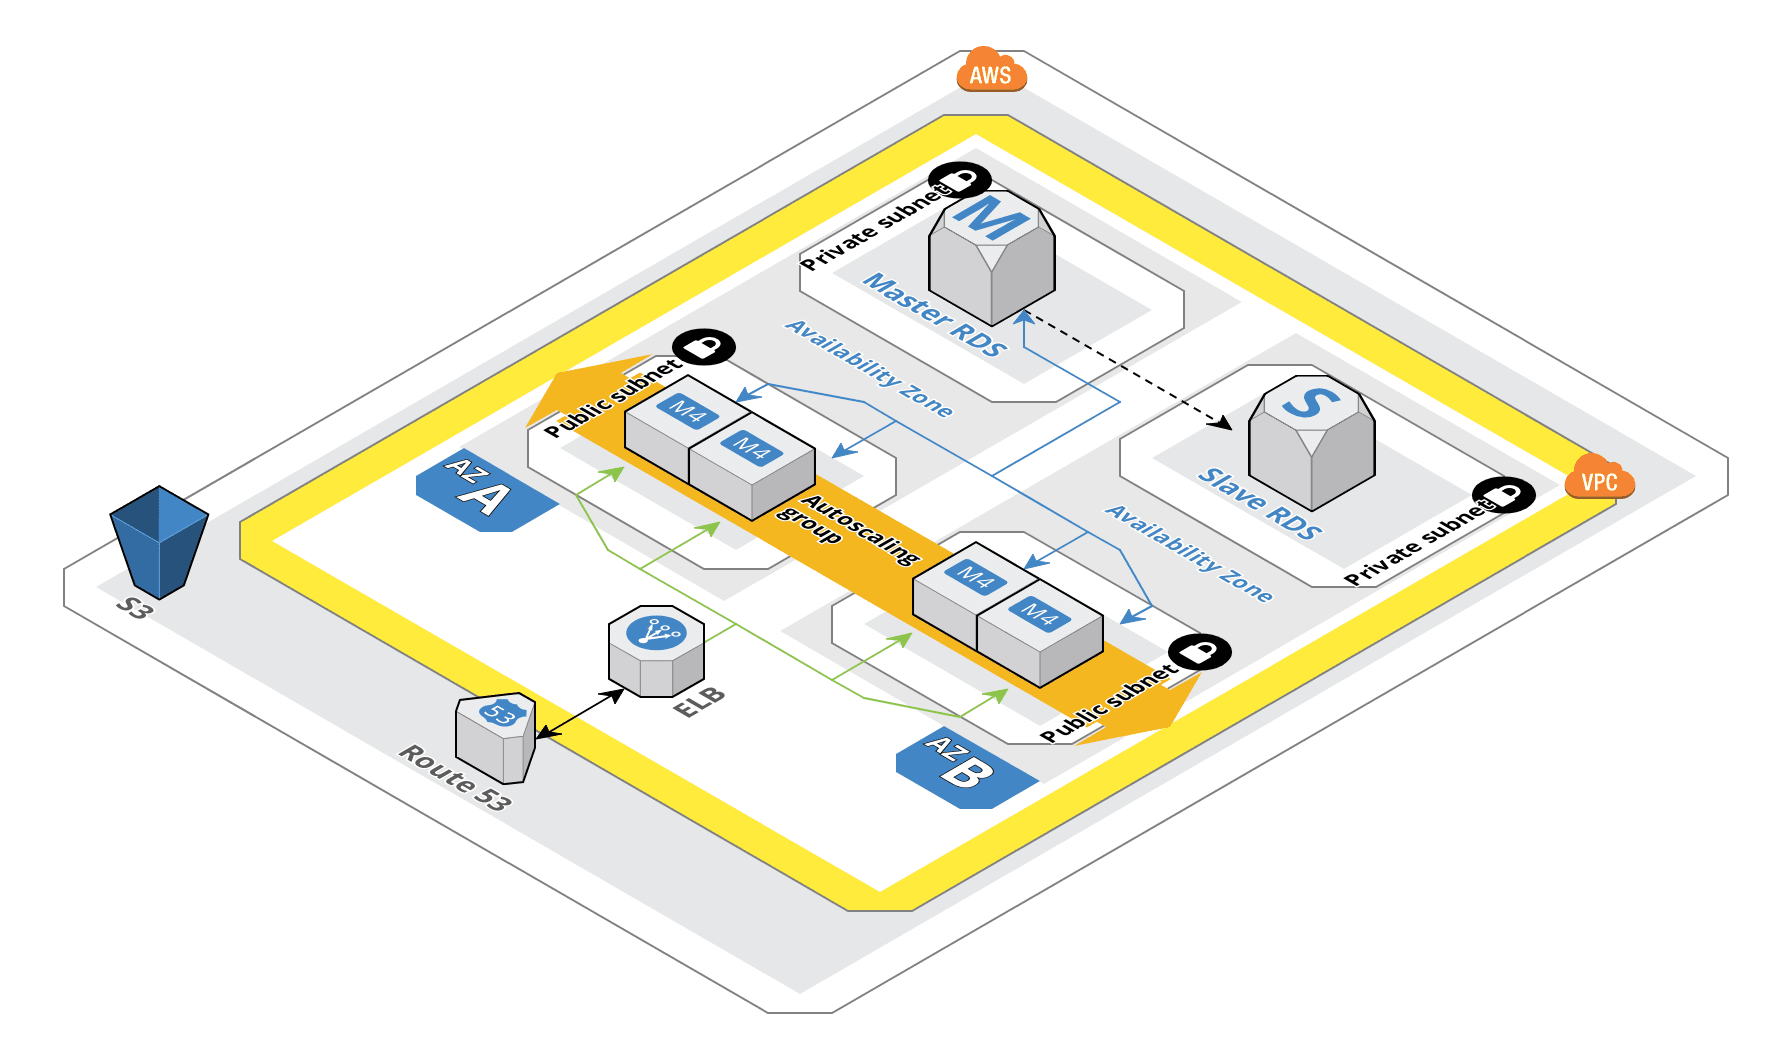 AWS
Private subnet
M
Master RDS
Availability Zone
Public subnet
M4
M4
S
Slave RDS
VPC
Private subnet
AZ
A
Autoscaling
group
Availability Zone
S3
M4
M4
ELB
Public subnet
53
Route 53
AZ
B